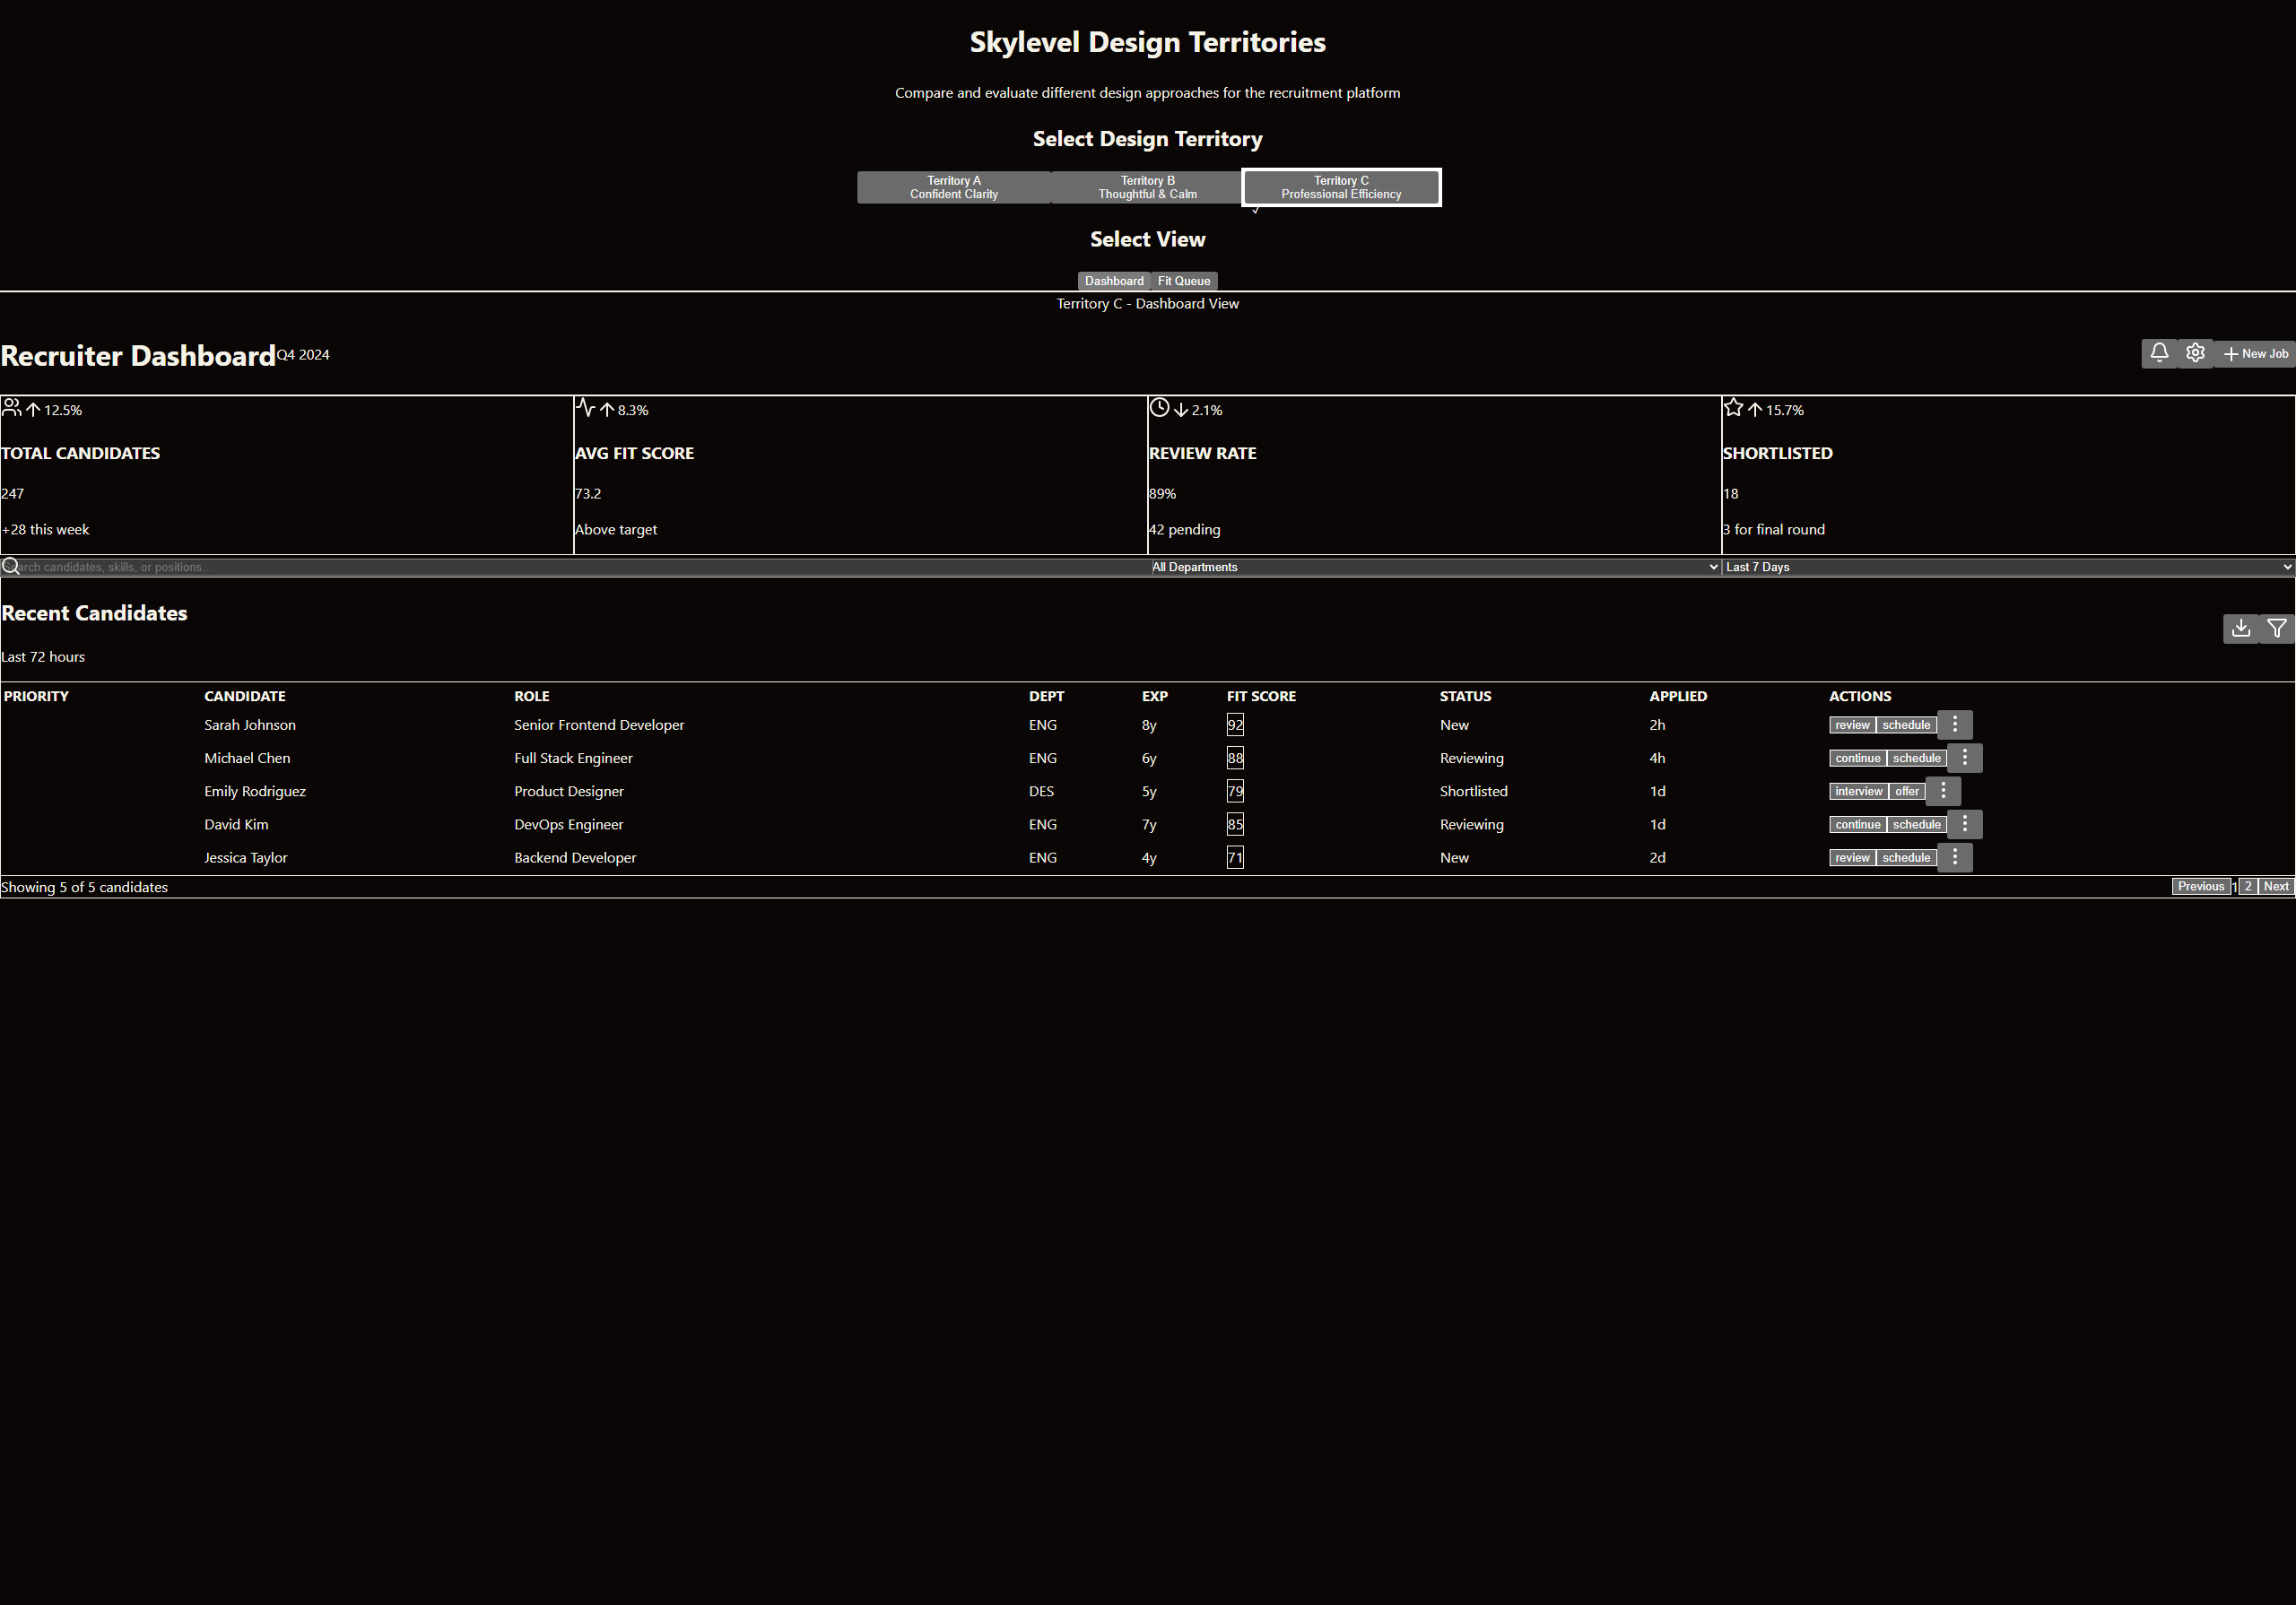 Skylevel Design Territories
Compare and evaluate different design approaches for the recruitment platform
Select Design Territory
Territory A
Confident Clarity
Territory B
Thoughtful & Calm
Territory C
Professional Efficiency
✓
Select View
Dashboard Fit Queue
Territory C - Dashboard View
Recruiter Dashboard Q4 2024 New Job
12.5%
TOTAL CANDIDATES
247
+28 this week
8.3%
AVG FIT SCORE
73.2
Above target
2.1%
REVIEW RATE
89%
42 pending
15.7%
SHORTLISTED
18
3 for final round
Search candidates, skills, or positions... All Departments Last 7 Days
Recent Candidates
Last 72 hours
PRIORITY CANDIDATE ROLE DEPT EXP FIT SCORE STATUS APPLIED ACTIONS
Sarah Johnson Senior Frontend Developer ENG 8y 92 New 2h review schedule
Michael Chen Full Stack Engineer ENG 6y 88 Reviewing 4h continue schedule
Emily Rodriguez Product Designer DES 5y 79 Shortlisted 1d interview offer
David Kim DevOps Engineer ENG 7y 85 Reviewing 1d continue schedule
Jessica Taylor Backend Developer ENG 4y 71 New 2d review schedule
Showing 5 of 5 candidates Previous 1 2 Next